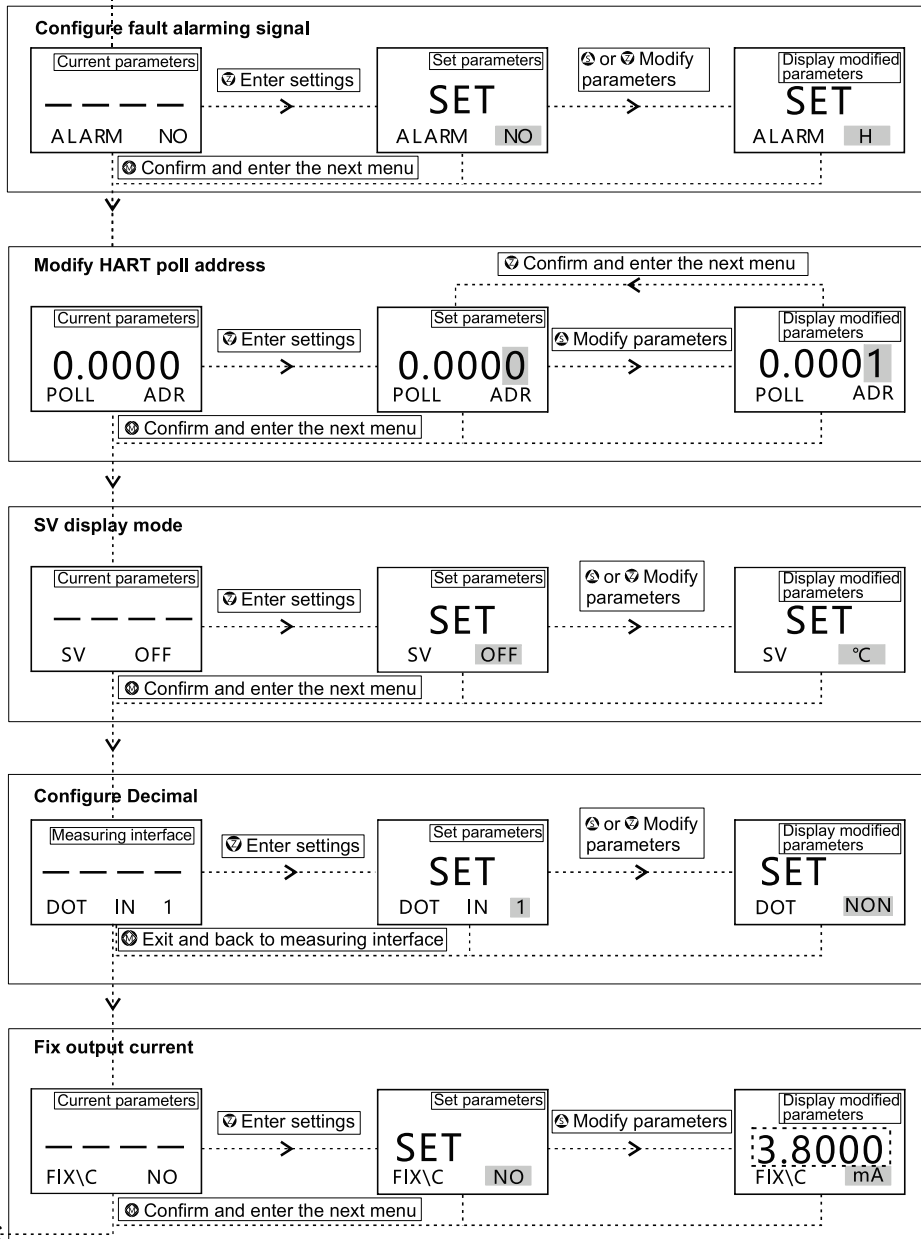 Configure fault alarming signal
Current parameters
— — — —
ALARM NO
Ⓩ Enter settings
Set parameters
SET
ALARM NO
Ⓢ or Ⓩ Modify
parameters
Display modified
parameters
SET
ALARM H
Ⓜ Confirm and enter the next menu
Modify HART poll address
Ⓩ Confirm and enter the next menu
Current parameters
0.0000
POLL ADR
Ⓩ Enter settings
Set parameters
0.0000
POLL ADR
Ⓢ Modify parameters
Display modified
parameters
0.0001
POLL ADR
Ⓜ Confirm and enter the next menu
SV display mode
Current parameters
— — — —
SV OFF
Ⓩ Enter settings
Set parameters
SET
SV OFF
Ⓢ or Ⓩ Modify
parameters
Display modified
parameters
SET
SV ℃
Ⓜ Confirm and enter the next menu
Configure Decimal
Measuring interface
— — — —
DOT IN 1
Ⓩ Enter settings
Set parameters
SET
DOT IN 1
Ⓢ or Ⓩ Modify
parameters
Display modified
parameters
SET
DOT NON
Ⓜ Exit and back to measuring interface
Fix output current
Current parameters
— — — —
FIX\C NO
Ⓩ Enter settings
Set parameters
SET
FIX\C NO
Ⓢ Modify parameters
Display modified
parameters
3.8000
FIX\C mA
Ⓜ Confirm and enter the next menu